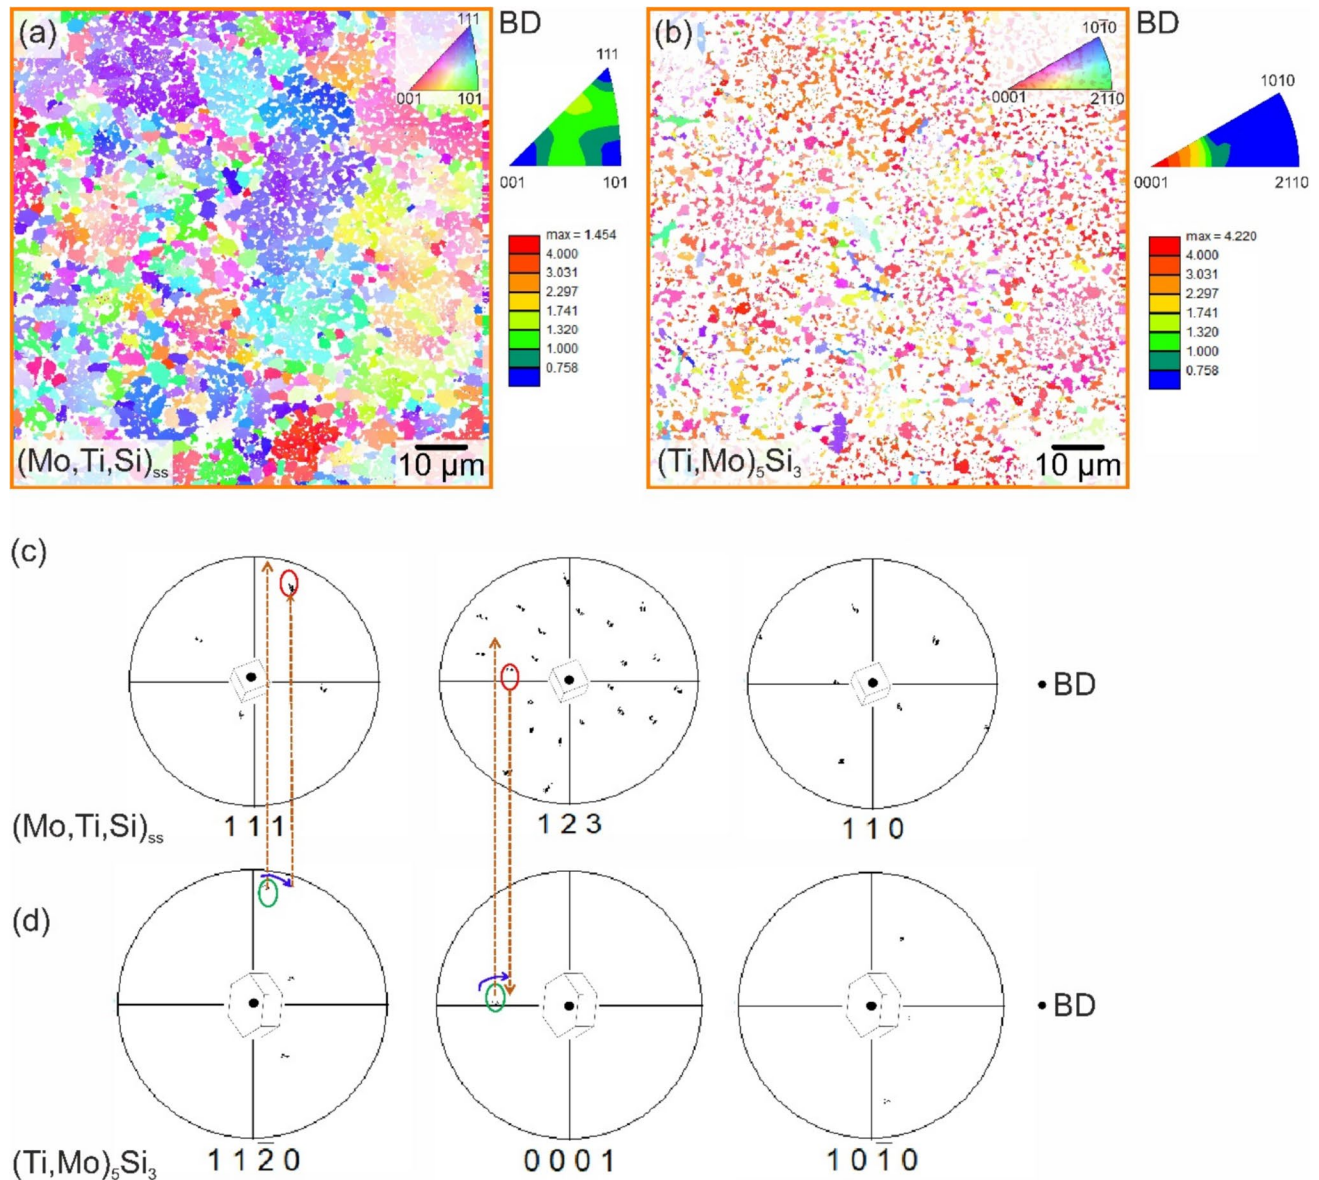 (a)
111
001
101
BD
111
001
101
max = 1.454
4.000
3.031
2.297
1.741
1.320
1.000
0.758
(Mo,Ti,Si)ss
10 μm
(b)
101̅0
0001
2110
BD
1010
0001
2110
max = 4.220
4.000
3.031
2.297
1.741
1.320
1.000
0.758
(Ti,Mo)5Si3
10 μm
(c)
BD
(Mo,Ti,Si)ss
1 1 1
1 2 3
1 1 0
(d)
BD
(Ti,Mo)5Si3
1 1 2̅ 0
0 0 0 1
1 0 1̅ 0